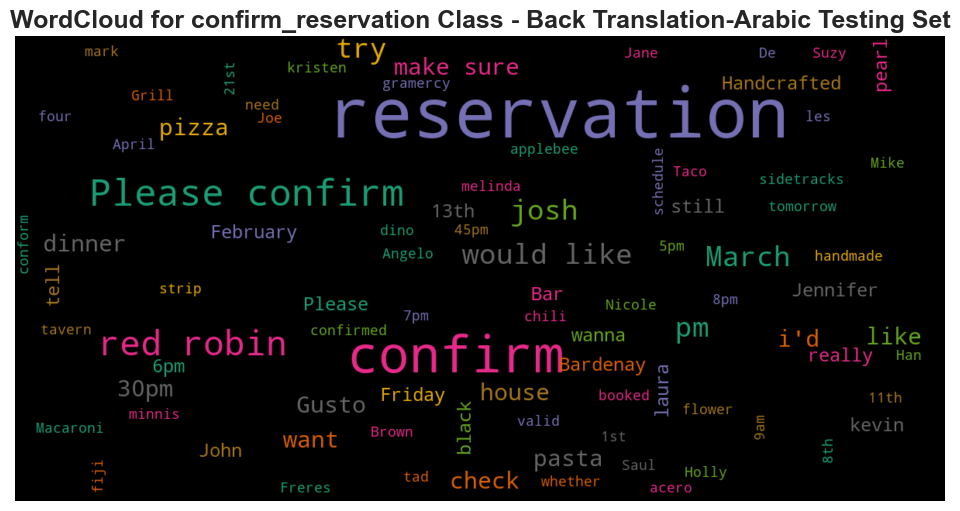 WordCloud for confirm_reservation Class - Back Translation-Arabic Testing Set
mark
try
Jane
De
Suzy
pearl
kristen
make sure
21st
gramercy
Handcrafted
Grill
need
reservation
four
Joe
les
pizza
April
applebee
schedule
Mike
Taco
Please confirm
melinda
sidetracks
13th
josh
still
tomorrow
conform
February
dino
45pm
dinner
Angelo
would like
5pm
March
handmade
tell
strip
Please
Bar
Nicole
8pm
Jennifer
7pm
chili
tavern
confirmed
wanna
pm
i'd
like
red robin
confirm
really
Han
6pm
Bardenay
30pm
Friday
house
booked
laura
11th
Gusto
flower
minnis
black
valid
9am
kevin
Macaroni
want
Brown
1st
8th
John
pasta
Saul
fiji
tad
check
whether
Holly
Freres
acero